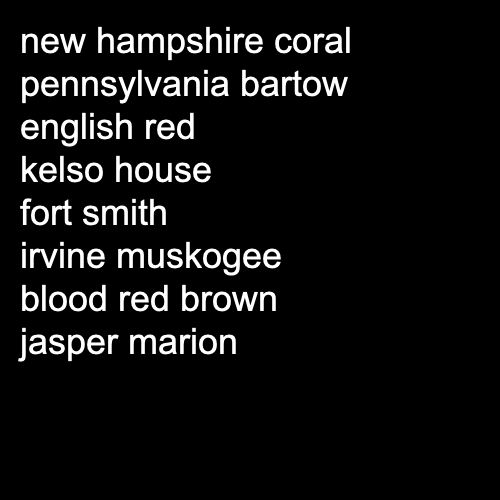 new hampshire coral
pennsylvania bartow
english red
kelso house
fort smith
irvine muskogee
blood red brown
jasper marion